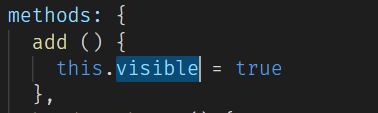 methods: {
add () {
this.visible = true
},